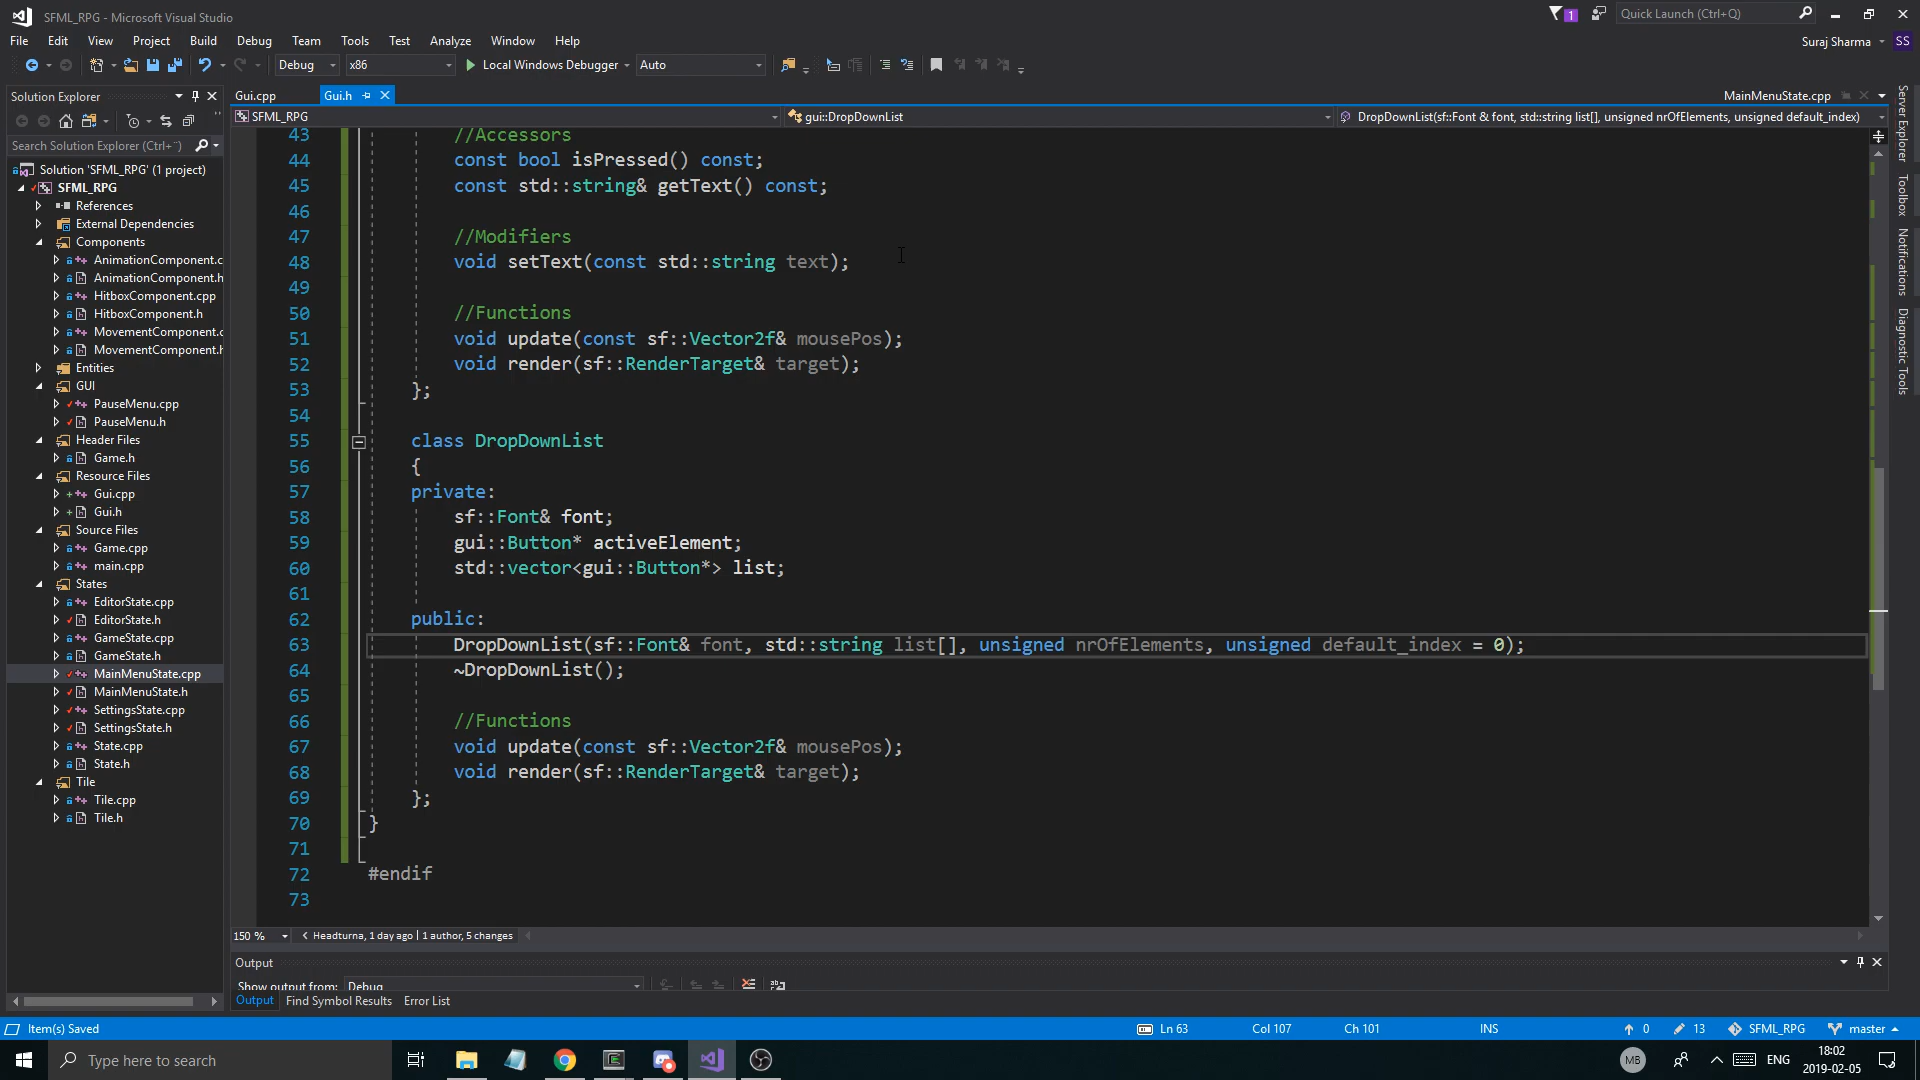 SFML_RPG - Microsoft Visual Studio
1
Quick Launch (Ctrl+Q)
File Edit View Project Build Debug Team Tools Test Analyze Window Help
Suraj Sharma
SS
Debug
x86
Local Windows Debugger
Auto
Solution Explorer
Gui.cpp
Gui.h
MainMenuState.cpp
SFML_RPG
gui::DropDownList
DropDownList(sf::Font & font, std::string list[], unsigned nrOfElements, unsigned default_index)
Search Solution Explorer (Ctrl+¨)
Solution 'SFML_RPG' (1 project)
SFML_RPG
References
External Dependencies
Components
AnimationComponent.c
AnimationComponent.h
HitboxComponent.cpp
HitboxComponent.h
MovementComponent.c
MovementComponent.h
Entities
GUI
PauseMenu.cpp
PauseMenu.h
Header Files
Game.h
Resource Files
Gui.cpp
Gui.h
Source Files
Game.cpp
main.cpp
States
EditorState.cpp
EditorState.h
GameState.cpp
GameState.h
MainMenuState.cpp
MainMenuState.h
SettingsState.cpp
SettingsState.h
State.cpp
State.h
Tile
Tile.cpp
Tile.h
43 //Accessors
44 const bool isPressed() const;
45 const std::string& getText() const;
46
47 //Modifiers
48 void setText(const std::string text);
49
50 //Functions
51 void update(const sf::Vector2f& mousePos);
52 void render(sf::RenderTarget& target);
53 };
54
55 class DropDownList
56 {
57 private:
58 sf::Font& font;
59 gui::Button* activeElement;
60 std::vector<gui::Button*> list;
61
62 public:
63 DropDownList(sf::Font& font, std::string list[], unsigned nrOfElements, unsigned default_index = 0);
64 ~DropDownList();
65
66 //Functions
67 void update(const sf::Vector2f& mousePos);
68 void render(sf::RenderTarget& target);
69 };
70 }
71
72 #endif
73
Server Explorer
Toolbox
Notifications
Diagnostic Tools
150 %
Headturna, 1 day ago | 1 author, 5 changes
Output
Show output from: Debug
Output Find Symbol Results Error List
Item(s) Saved
Ln 63
Col 107
Ch 101
INS
0
13
SFML_RPG
master
Type here to search
MB
ENG
18:02
2019-02-05